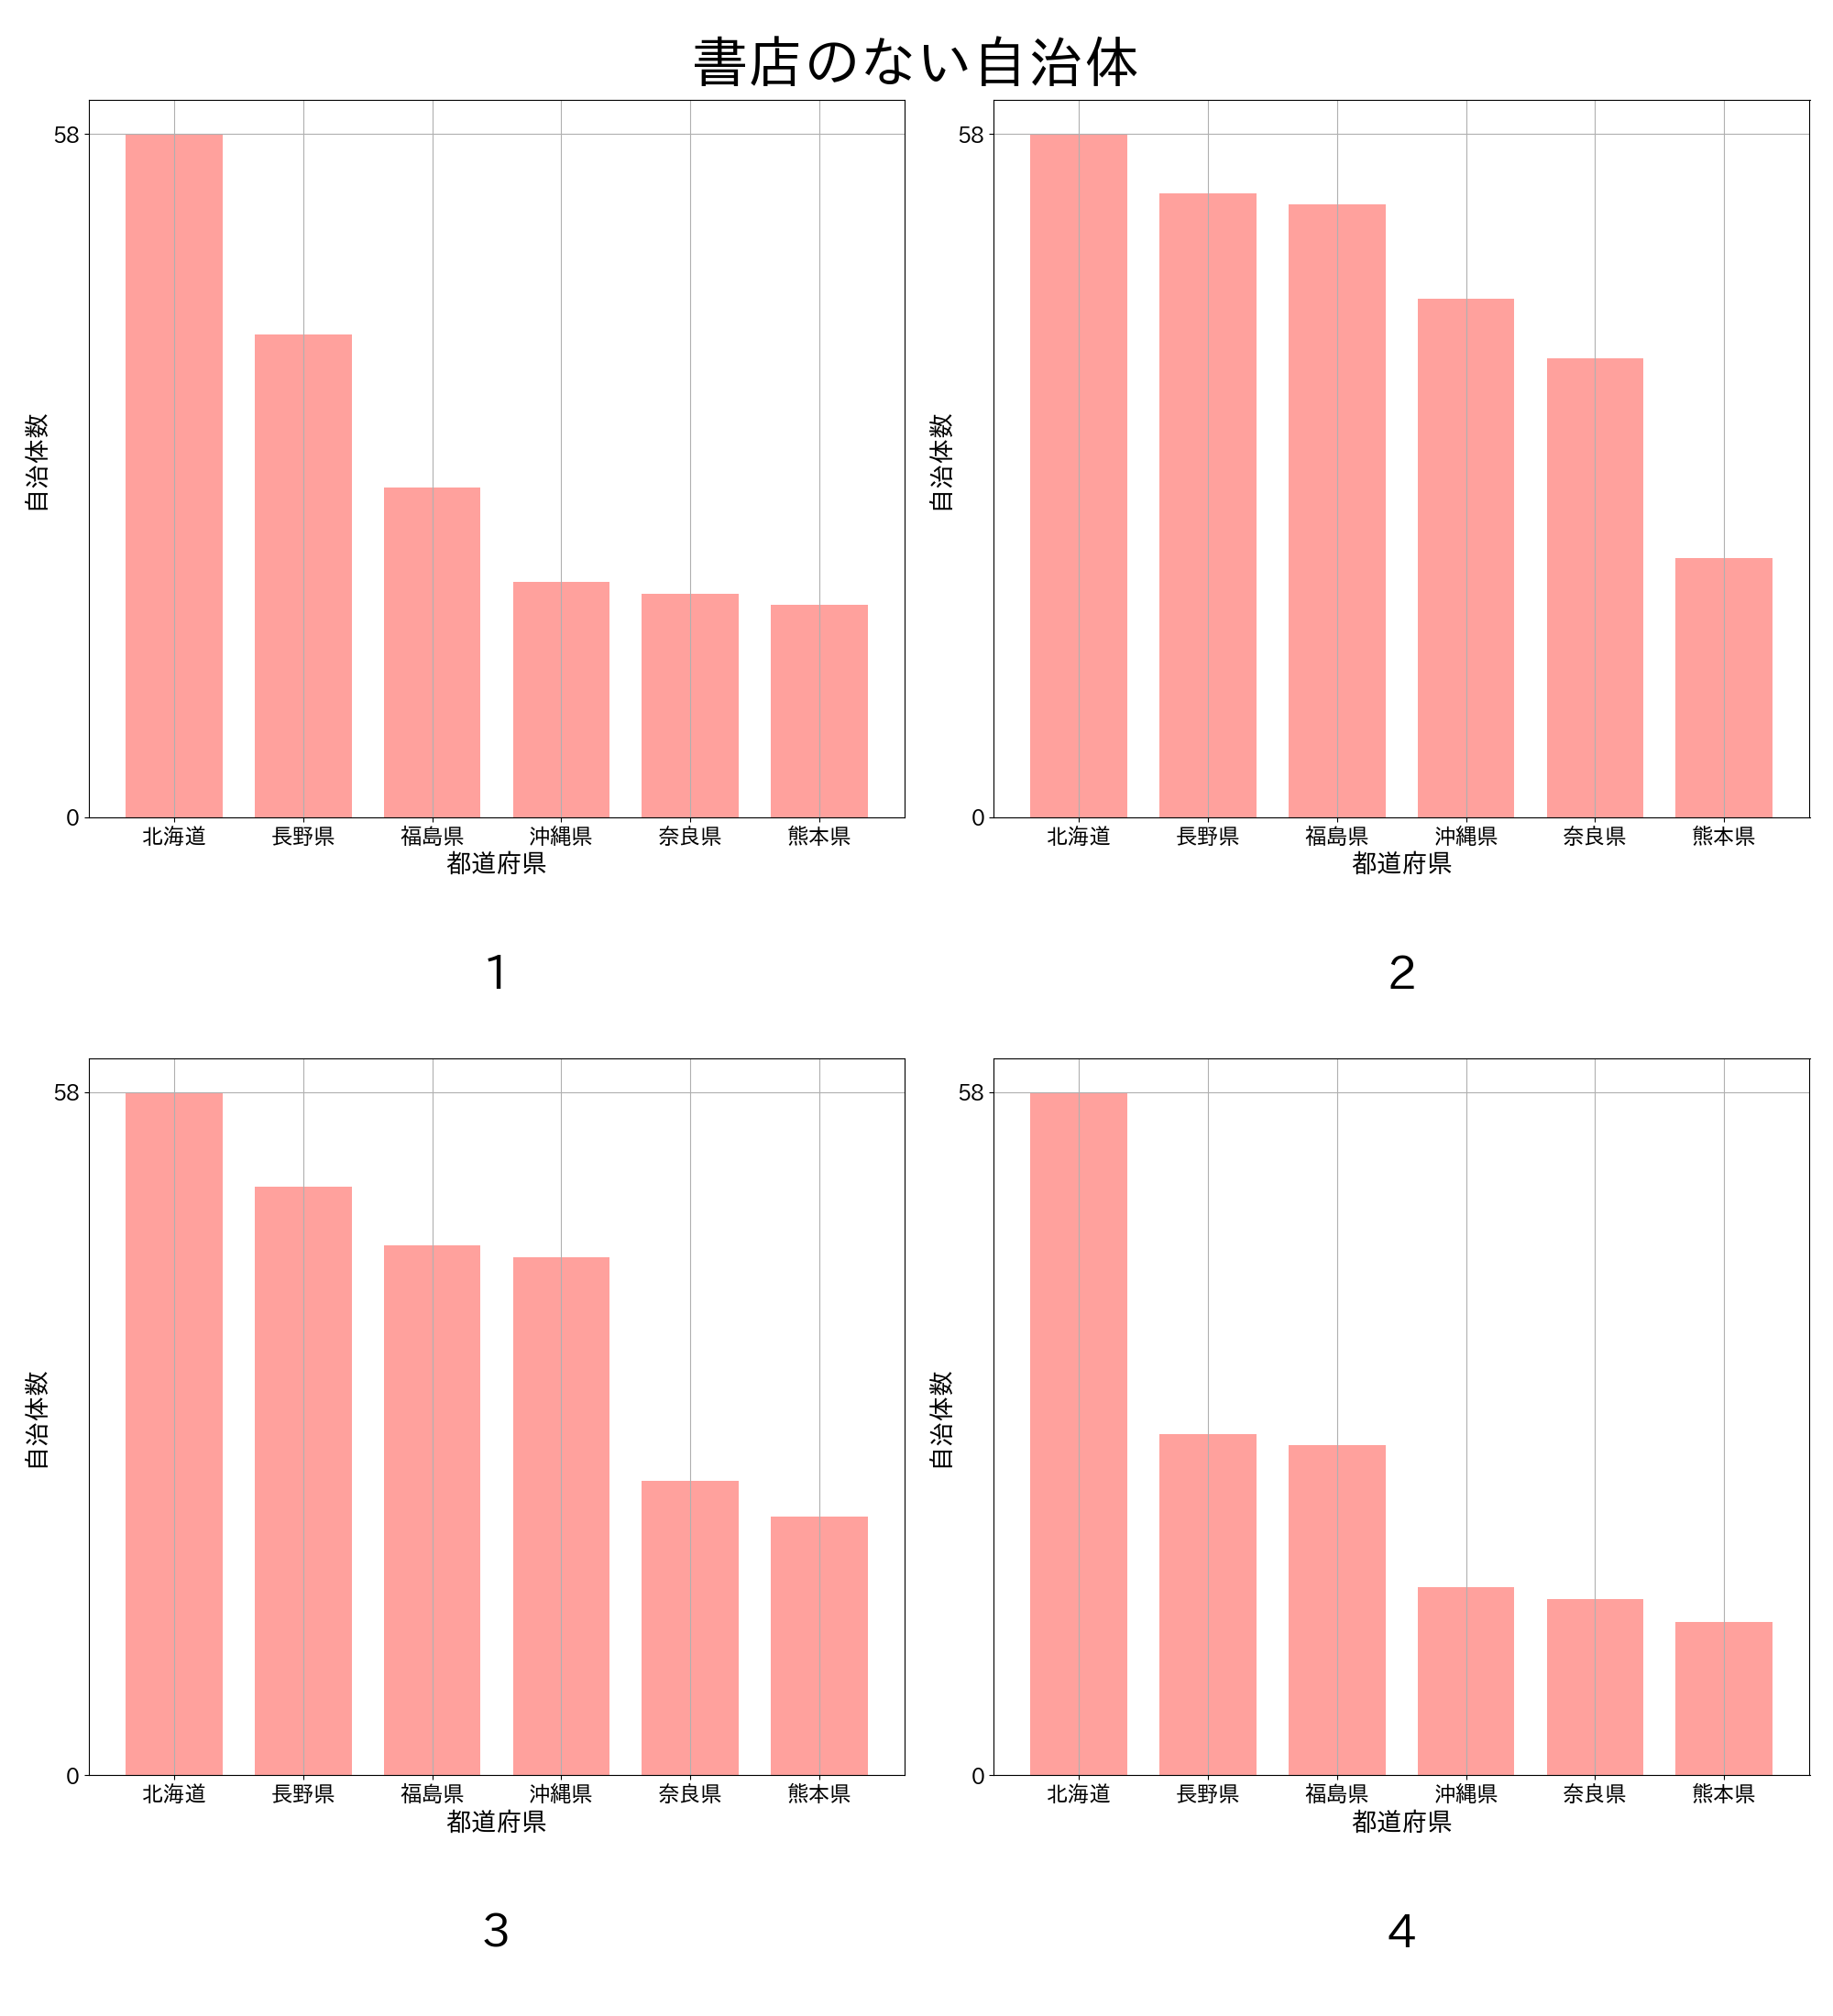 書店のない自治体
58
0
自治体数
北海道 長野県 福島県 沖縄県 奈良県 熊本県
都道府県
1
58
0
自治体数
北海道 長野県 福島県 沖縄県 奈良県 熊本県
都道府県
2
58
0
自治体数
北海道 長野県 福島県 沖縄県 奈良県 熊本県
都道府県
3
58
0
自治体数
北海道 長野県 福島県 沖縄県 奈良県 熊本県
都道府県
4